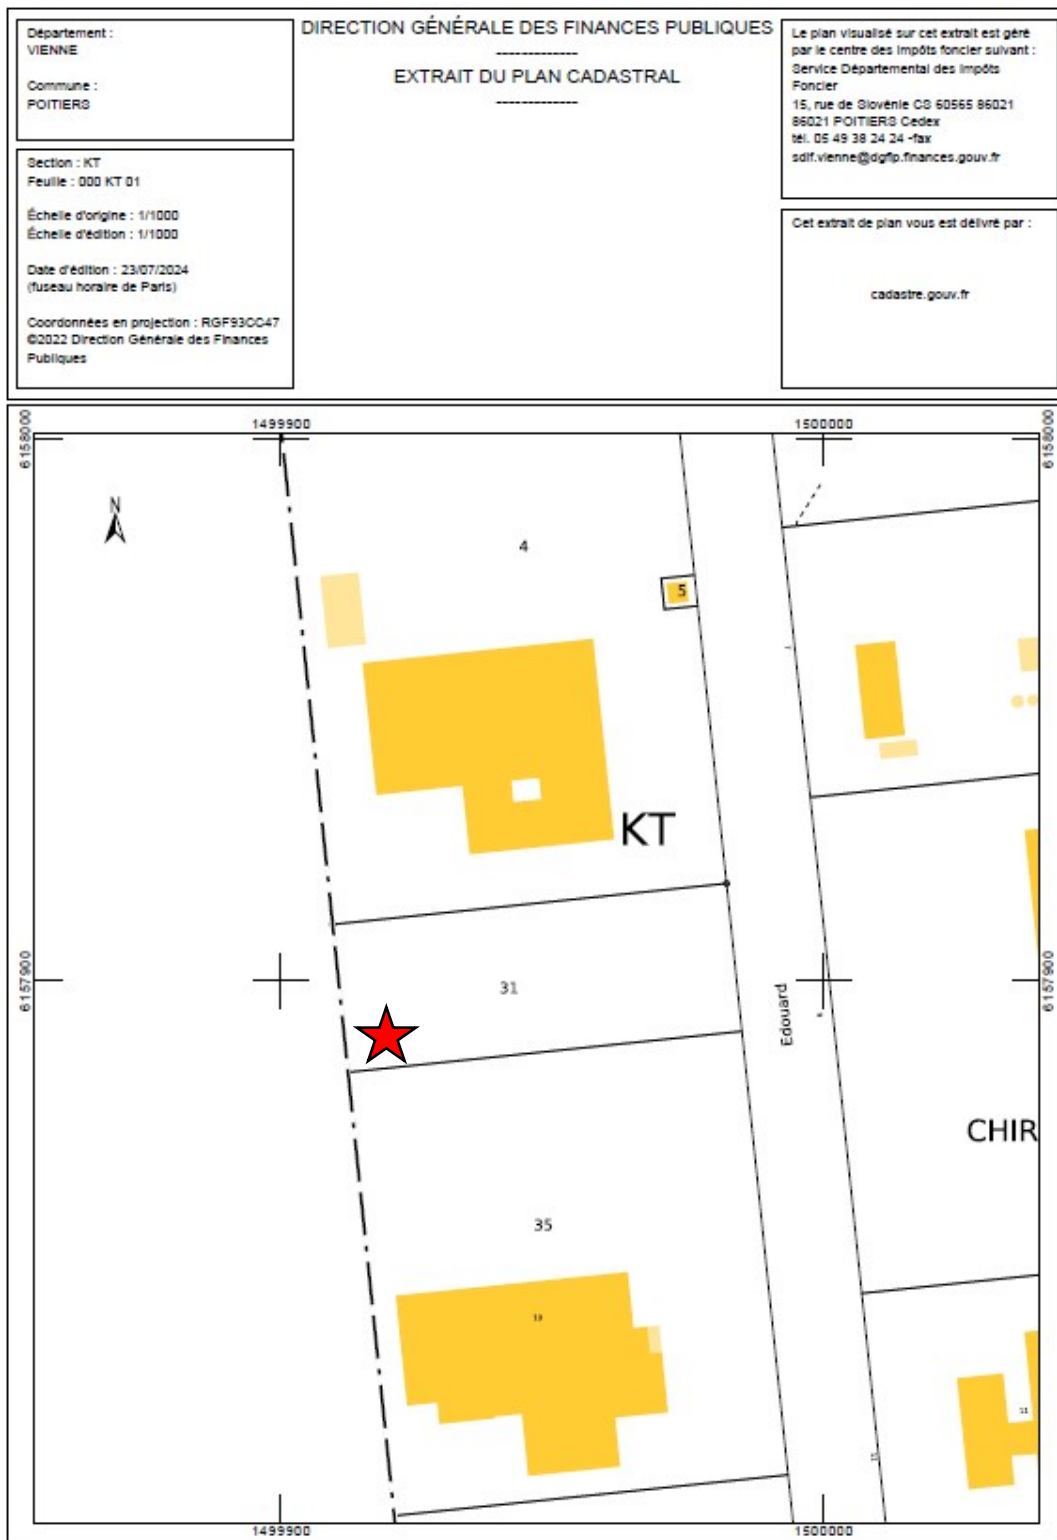 Département :
VIENNE
Commune :
POITIERS
Section : KT
Feuille : 000 KT 01
Échelle d'origine : 1/1000
Échelle d'édition : 1/1000
Date d'édition : 23/07/2024
(fuseau horaire de Paris)
Coordonnées en projection : RGF93CC47
©2022 Direction Générale des Finances
Publiques
DIRECTION GÉNÉRALE DES FINANCES PUBLIQUES
-------------
EXTRAIT DU PLAN CADASTRAL
-------------
Le plan visualisé sur cet extrait est géré
par le centre des impôts foncier suivant :
Service Départemental des Impôts
Foncier
15, rue de Slovénie CS 60565 86021
86021 POITIERS Cedex
tél. 05 49 38 24 24 -fax
sdif.vienne@dgfip.finances.gouv.fr
Cet extrait de plan vous est délivré par :
cadastre.gouv.fr
1499900
1500000
6158000
6158000
N
4
5
KT
6157900
6157900
31
Edouard
CHIR
35
11
1499900
1500000